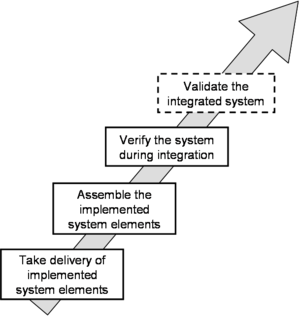 Validate the
integrated system
Verify the system
during integration
Assemble the
implemented
system elements
Take delivery of
implemented
system elements